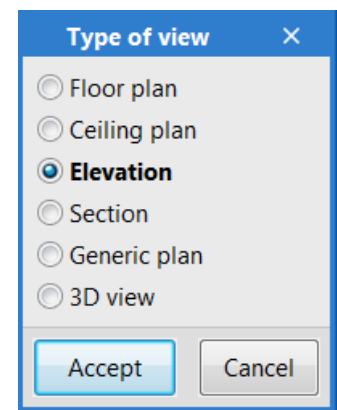 Type of view
Floor plan
Ceiling plan
Elevation
Section
Generic plan
3D view
Accept Cancel